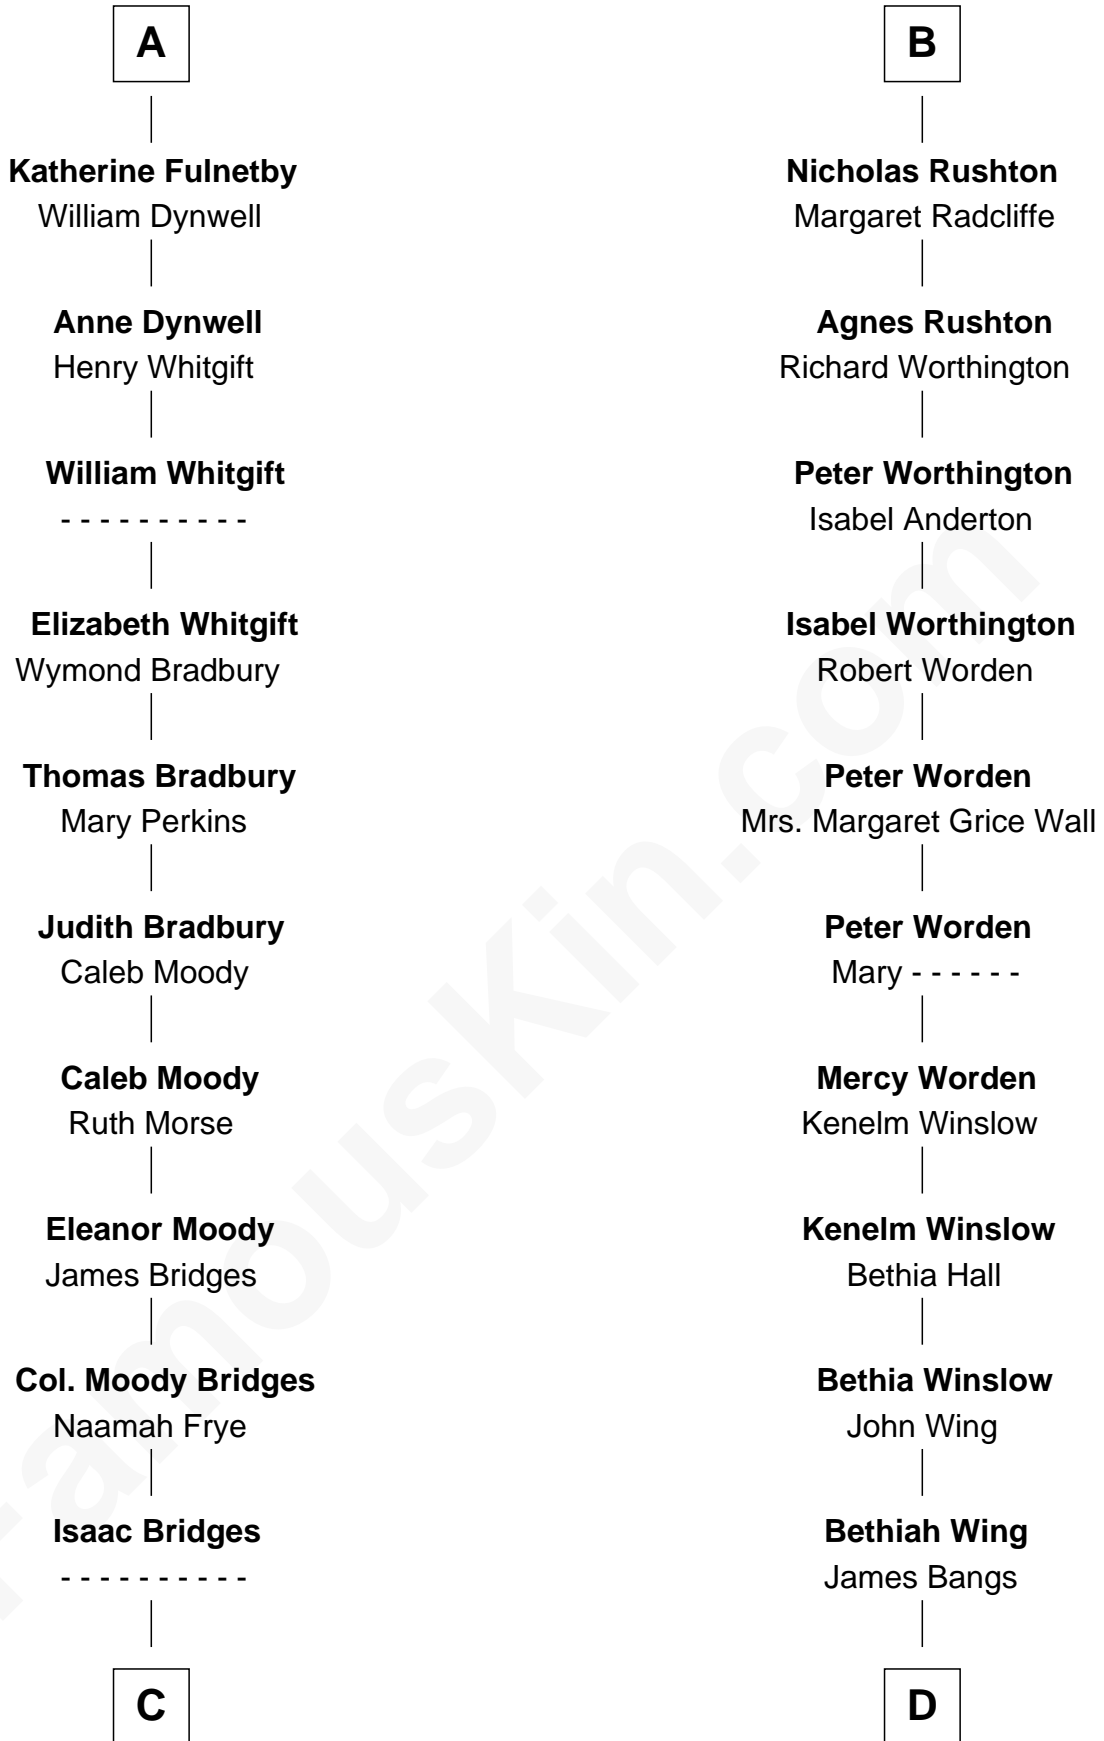 A
Katherine Fulnetby
William Dynwell
Anne Dynwell
Henry Whitgift
William Whitgift
- - - - - - - - - -
Elizabeth Whitgift
Wymond Bradbury
Thomas Bradbury
Mary Perkins
Judith Bradbury
Caleb Moody
Caleb Moody
Ruth Morse
Eleanor Moody
James Bridges
Col. Moody Bridges
Naamah Frye
Isaac Bridges
- - - - - - - - - -
C
B
Nicholas Rushton
Margaret Radcliffe
Agnes Rushton
Richard Worthington
Peter Worthington
Isabel Anderton
Isabel Worthington
Robert Worden
Peter Worden
Mrs. Margaret Grice Wall
Peter Worden
Mary - - - - - -
Mercy Worden
Kenelm Winslow
Kenelm Winslow
Bethia Hall
Bethia Winslow
John Wing
Bethiah Wing
James Bangs
D
FamousKin.com